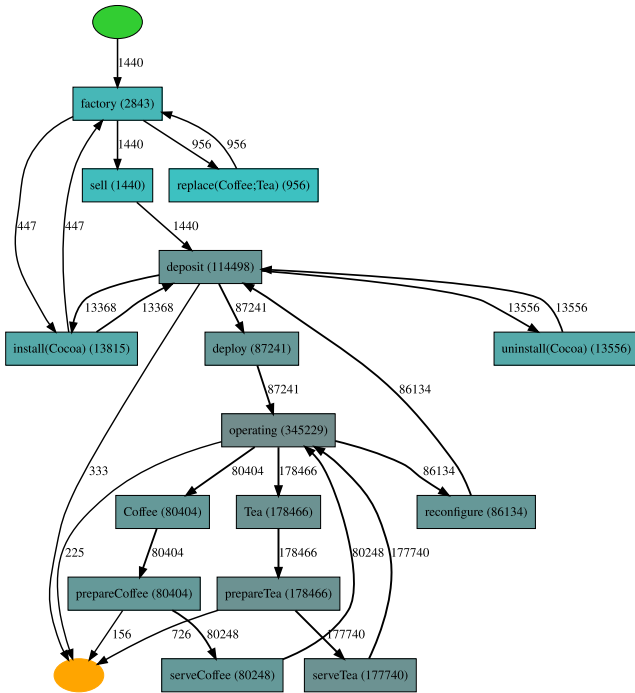 1440
factory (2843)
1440
956
956
447
447
sell (1440)
replace(Coffee;Tea) (956)
1440
deposit (114498)
13368
13368
87241
13556
13556
install(Cocoa) (13815)
deploy (87241)
uninstall(Cocoa) (13556)
87241
86134
operating (345229)
333
80404
178466
86134
Coffee (80404)
Tea (178466)
reconfigure (86134)
225
80404
178466
80248
177740
prepareCoffee (80404)
prepareTea (178466)
156
726
80248
177740
serveCoffee (80248)
serveTea (177740)